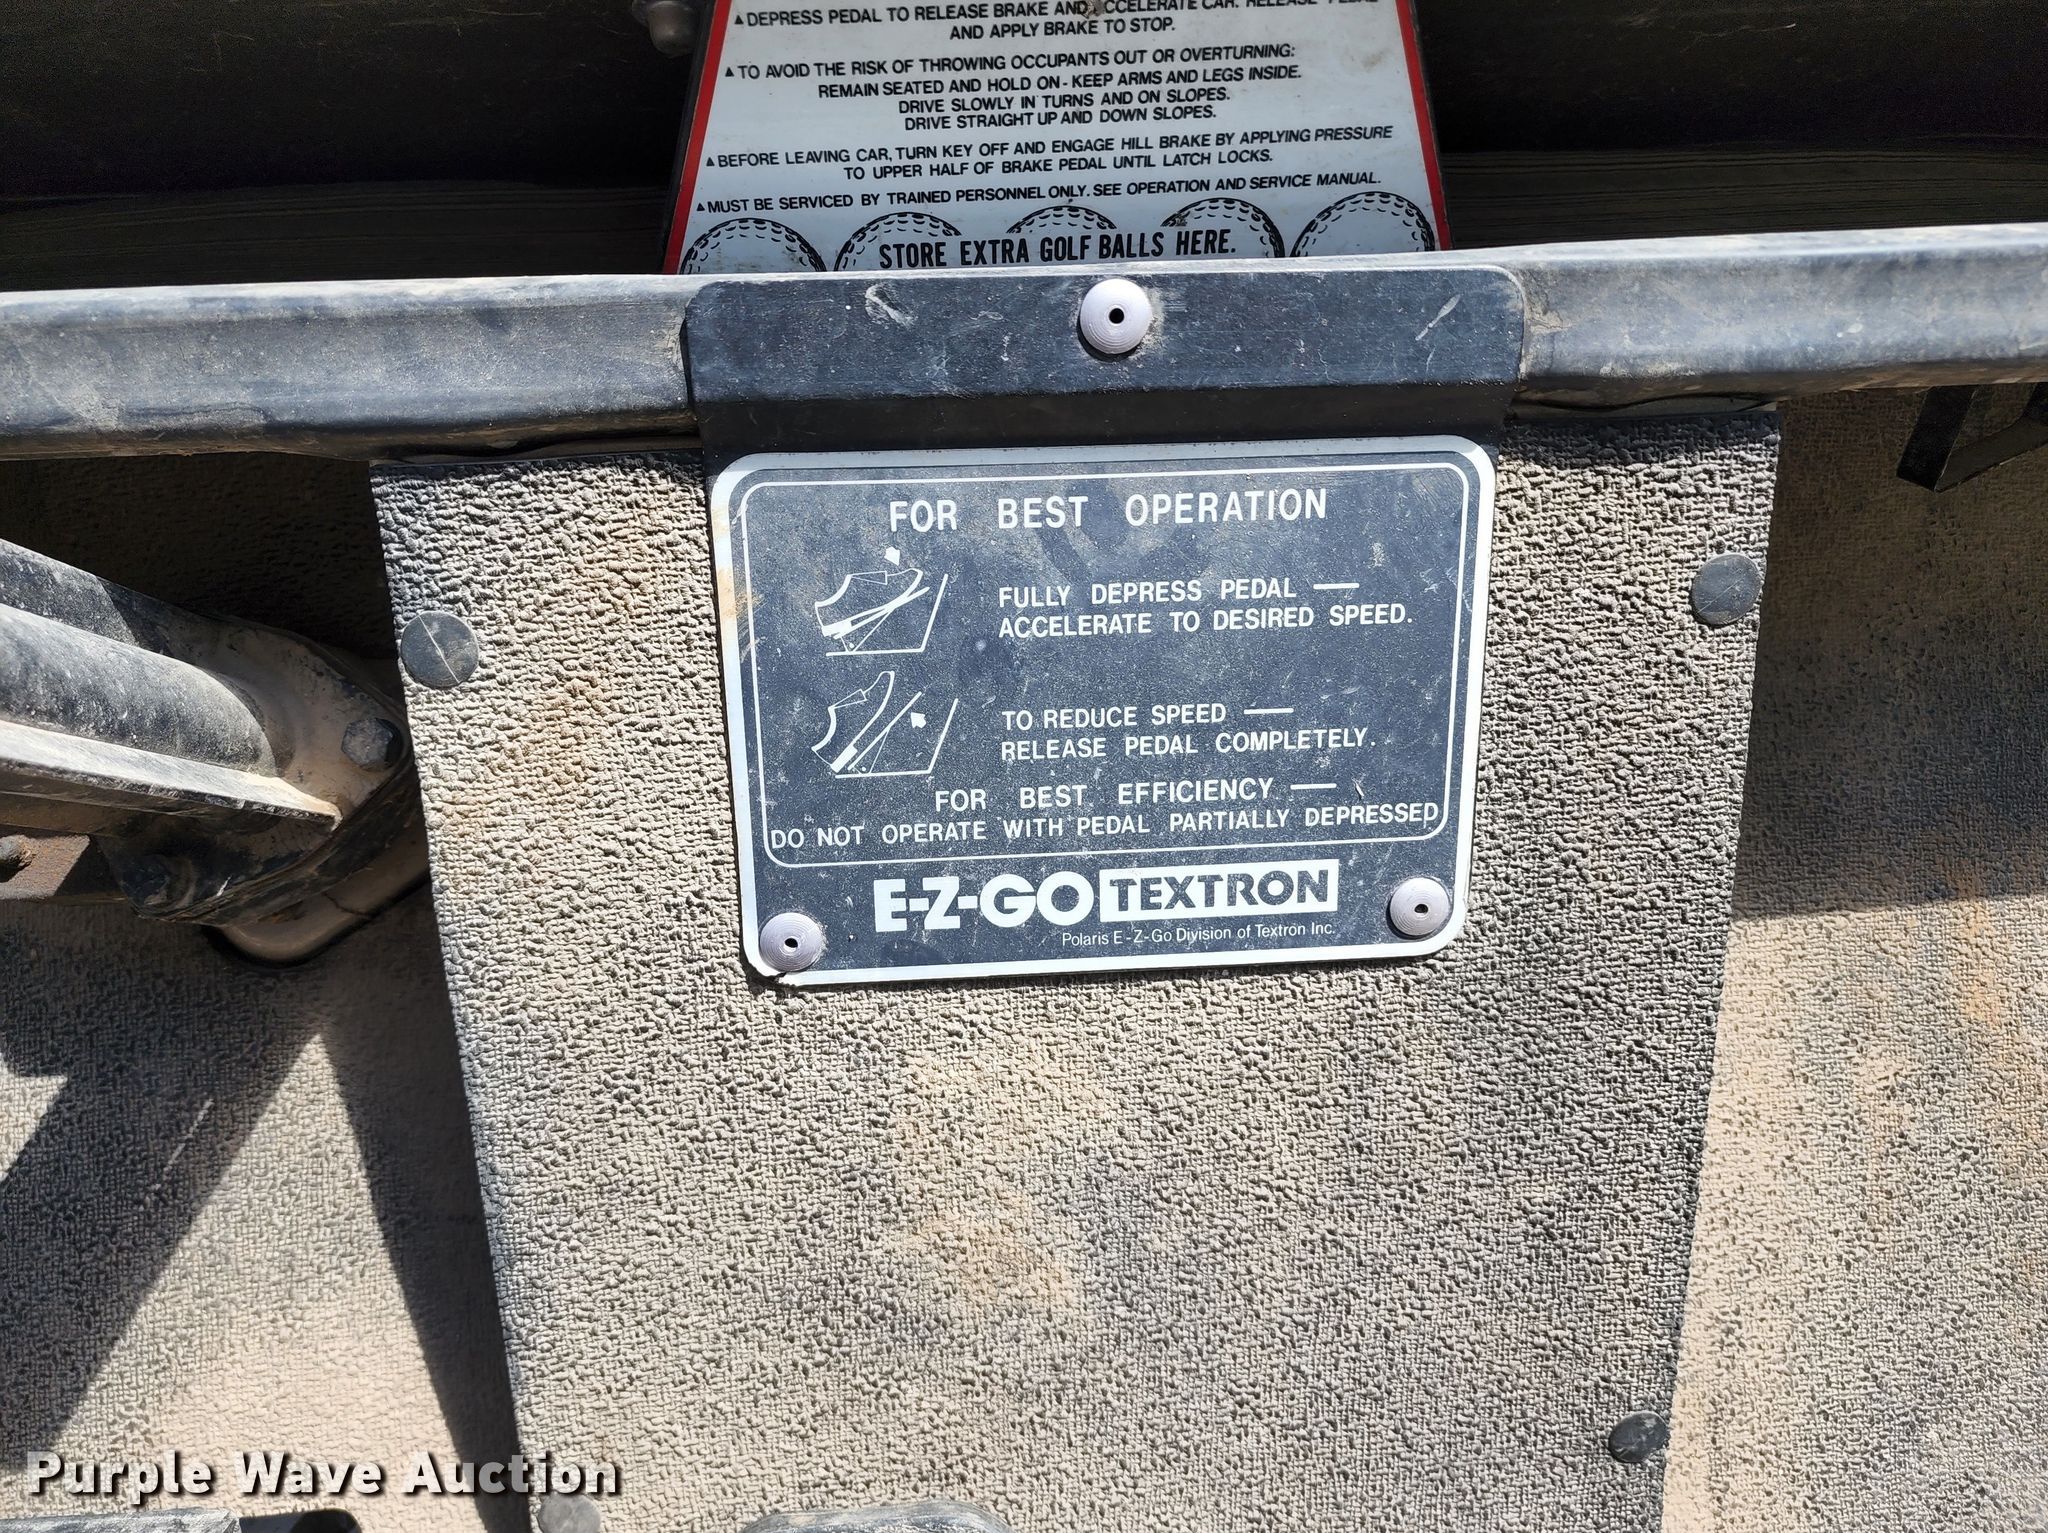 ▲DEPRESS PEDAL TO RELEASE BRAKE AND ACCELERATE CAR. RELEASE PEDAL
AND APPLY BRAKE TO STOP.
▲TO AVOID THE RISK OF THROWING OCCUPANTS OUT OR OVERTURNING:
REMAIN SEATED AND HOLD ON - KEEP ARMS AND LEGS INSIDE.
DRIVE SLOWLY IN TURNS AND ON SLOPES.
DRIVE STRAIGHT UP AND DOWN SLOPES.
▲BEFORE LEAVING CAR, TURN KEY OFF AND ENGAGE HILL BRAKE BY APPLYING PRESSURE
TO UPPER HALF OF BRAKE PEDAL UNTIL LATCH LOCKS.
▲MUST BE SERVICED BY TRAINED PERSONNEL ONLY. SEE OPERATION AND SERVICE MANUAL.
STORE EXTRA GOLF BALLS HERE.
FOR BEST OPERATION
FULLY DEPRESS PEDAL —
ACCELERATE TO DESIRED SPEED.
TO REDUCE SPEED —
RELEASE PEDAL COMPLETELY.
FOR BEST EFFICIENCY —
DO NOT OPERATE WITH PEDAL PARTIALLY DEPRESSED
E-Z-GO TEXTRON
Polaris E-Z-Go Division of Textron Inc.
Purple Wave Auction